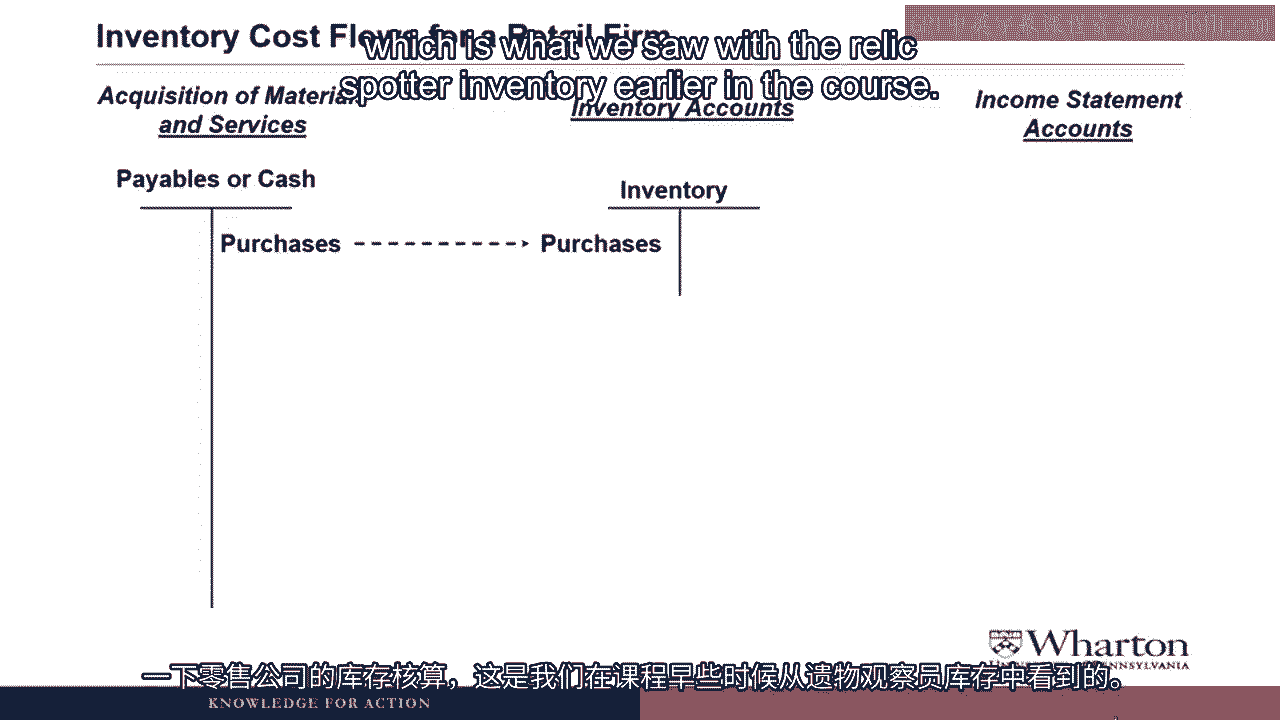 Inventory Cost Flows for a Retail Firm
which is what we saw with the relic
spotter inventory earlier in the course.
Acquisition of Material
and Services
Inventory Accounts
Income Statement
Accounts
Payables or Cash
Inventory
Purchases
Purchases
Wharton
UNIVERSITY of PENNSYLVANIA
一下零售公司的库存核算，这是我们在课程早些时候从遗物观察员库存中看到的。
KNOWLEDGE FOR ACTION